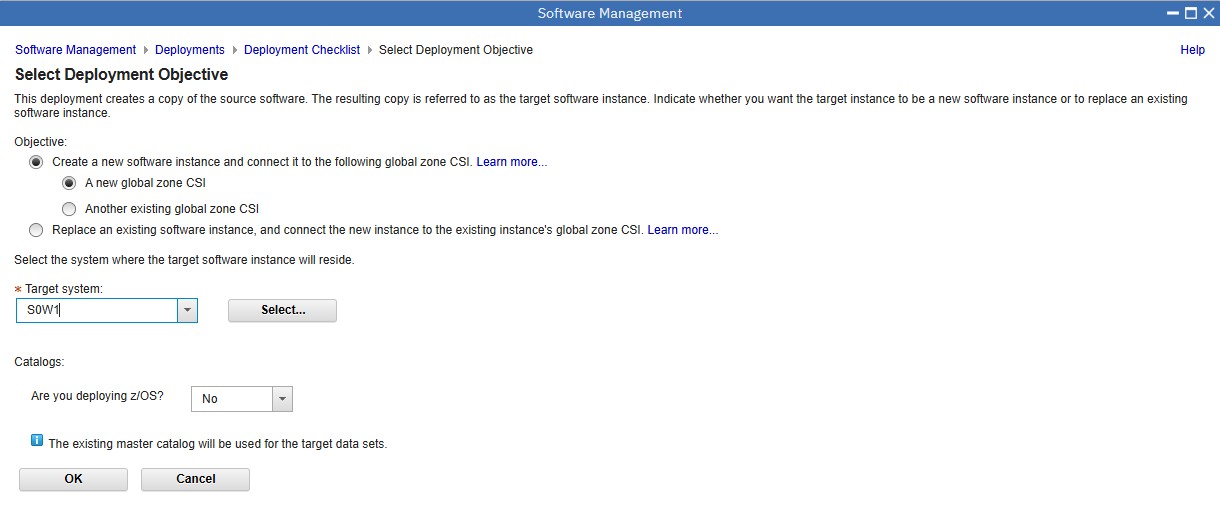 Software Management
Software Management Deployments Deployment Checklist Select Deployment Objective Help
Select Deployment Objective
This deployment creates a copy of the source software. The resulting copy is referred to as the target software instance. Indicate whether you want the target instance to be a new software instance or to replace an existing
software instance.
Objective:
Create a new software instance and connect it to the following global zone CSI. Learn more...
A new global zone CSI
Another existing global zone CSI
Replace an existing software instance, and connect the new instance to the existing instance's global zone CSI. Learn more...
Select the system where the target software instance will reside.
* Target system:
S0W1 Select...
Catalogs:
Are you deploying z/OS? No
The existing master catalog will be used for the target data sets.
OK Cancel